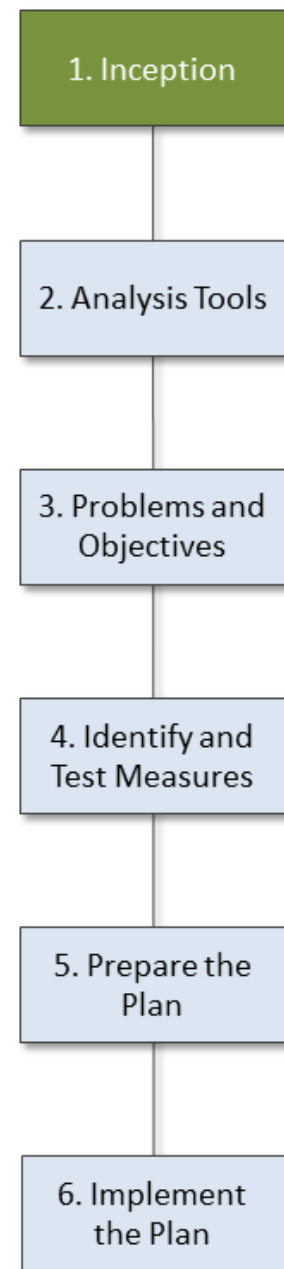 1. Inception
2. Analysis Tools
3. Problems and
Objectives
4. Identify and
Test Measures
5. Prepare the
Plan
6. Implement
the Plan